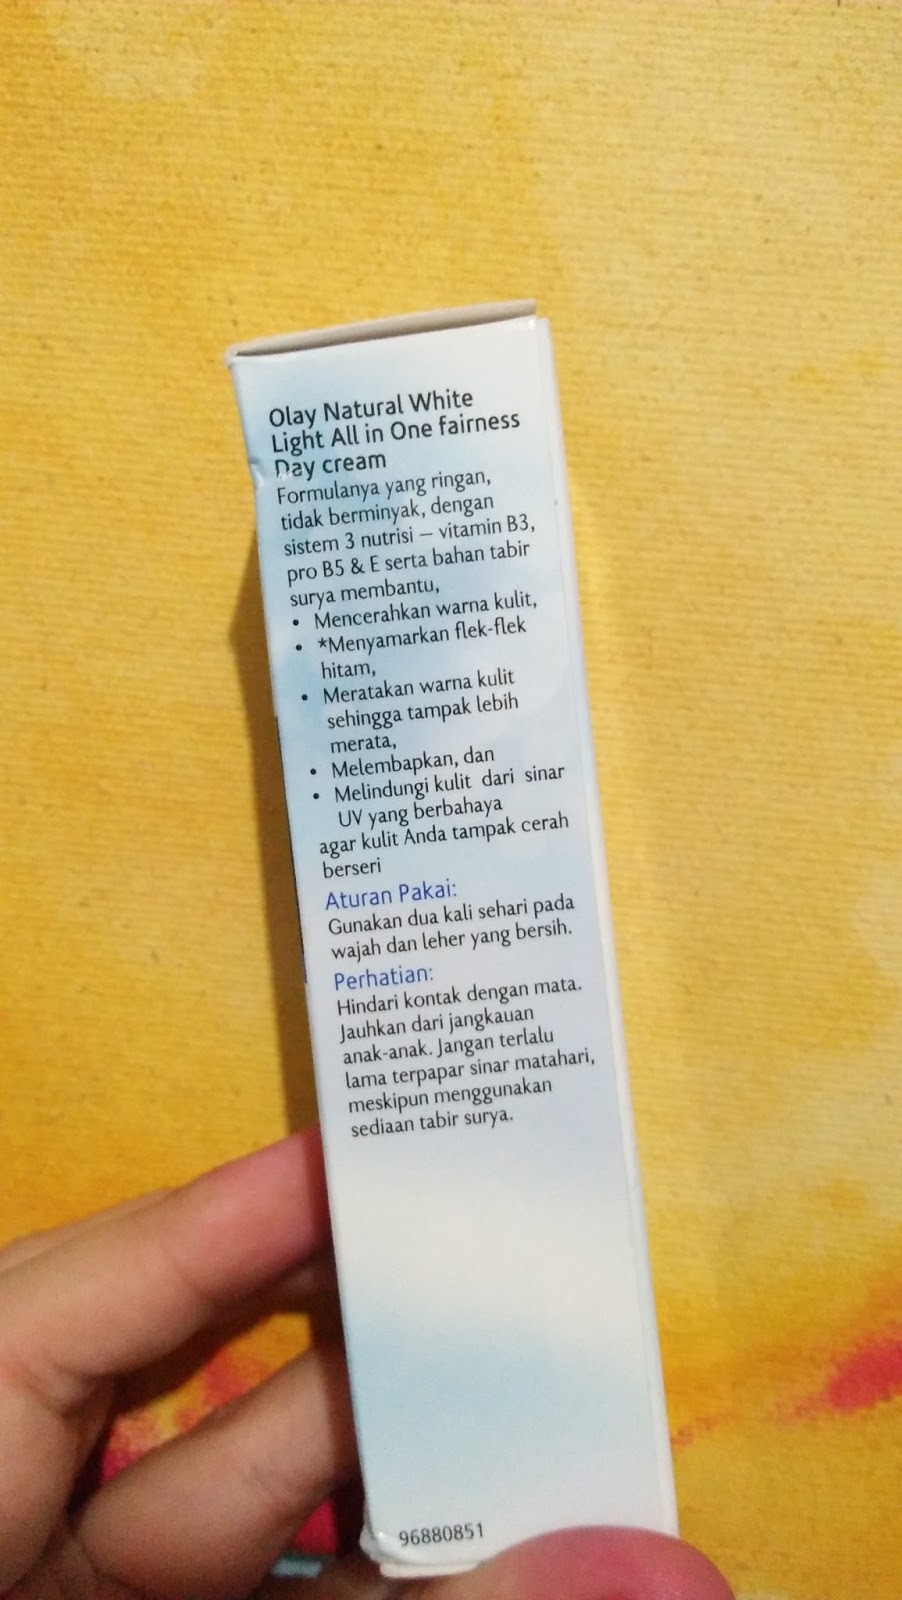 Olay Natural White
Light All in One fairness
Day cream
Formulanya yang ringan,
tidak berminyak, dengan
sistem 3 nutrisi – vitamin B3,
pro B5 & E serta bahan tabir
surya membantu,
• Mencerahkan warna kulit,
• *Menyamarkan flek-flek
hitam,
• Meratakan warna kulit
sehingga tampak lebih
merata,
• Melembapkan, dan
• Melindungi kulit dari sinar
UV yang berbahaya
agar kulit Anda tampak cerah
berseri
Aturan Pakai:
Gunakan dua kali sehari pada
wajah dan leher yang bersih.
Perhatian:
Hindari kontak dengan mata.
Jauhkan dari jangkauan
anak-anak. Jangan terlalu
lama terpapar sinar matahari,
meskipun menggunakan
sediaan tabir surya.
96880851